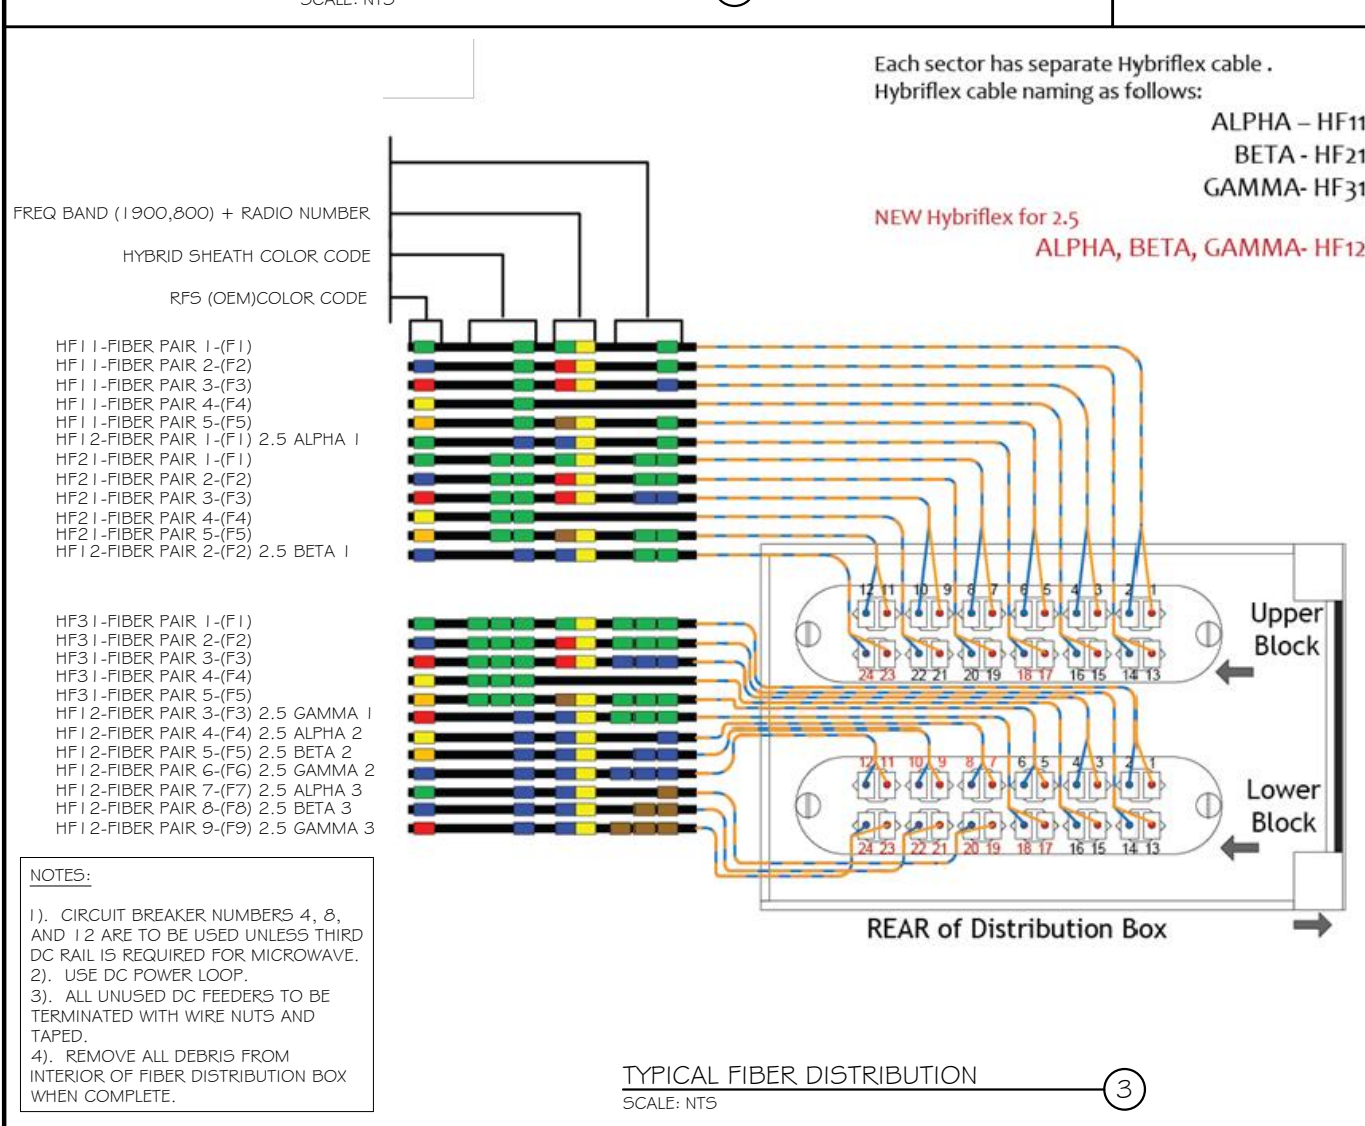 SCALE: NTS
Each sector has separate Hybriflex cable .
Hybriflex cable naming as follows:
ALPHA – HF11
BETA - HF21
GAMMA- HF31
NEW Hybriflex for 2.5
ALPHA, BETA, GAMMA- HF12
FREQ BAND (1900,800) + RADIO NUMBER
HYBRID SHEATH COLOR CODE
RFS (OEM)COLOR CODE
HF11-FIBER PAIR 1-(F1)
HF11-FIBER PAIR 2-(F2)
HF11-FIBER PAIR 3-(F3)
HF11-FIBER PAIR 4-(F4)
HF11-FIBER PAIR 5-(F5)
HF12-FIBER PAIR 1-(F1) 2.5 ALPHA 1
HF21-FIBER PAIR 1-(F1)
HF21-FIBER PAIR 2-(F2)
HF21-FIBER PAIR 3-(F3)
HF21-FIBER PAIR 4-(F4)
HF21-FIBER PAIR 5-(F5)
HF12-FIBER PAIR 2-(F2) 2.5 BETA 1
12 11 10 9 8 7 6 5 4 3 2 1
Upper
Block
24 23 22 21 20 19 18 17 16 15 14 13
HF31-FIBER PAIR 1-(F1)
HF31-FIBER PAIR 2-(F2)
HF31-FIBER PAIR 3-(F3)
HF31-FIBER PAIR 4-(F4)
HF31-FIBER PAIR 5-(F5)
HF12-FIBER PAIR 3-(F3) 2.5 GAMMA 1
HF12-FIBER PAIR 4-(F4) 2.5 ALPHA 2
HF12-FIBER PAIR 5-(F5) 2.5 BETA 2
HF12-FIBER PAIR 6-(F6) 2.5 GAMMA 2
HF12-FIBER PAIR 7-(F7) 2.5 ALPHA 3
HF12-FIBER PAIR 8-(F8) 2.5 BETA 3
HF12-FIBER PAIR 9-(F9) 2.5 GAMMA 3
12 11 10 9 8 7 6 5 4 3 2 1
Lower
Block
24 23 22 21 20 19 18 17 16 15 14 13
REAR of Distribution Box
NOTES:
1). CIRCUIT BREAKER NUMBERS 4, 8,
AND 12 ARE TO BE USED UNLESS THIRD
DC RAIL IS REQUIRED FOR MICROWAVE.
2). USE DC POWER LOOP.
3). ALL UNUSED DC FEEDERS TO BE
TERMINATED WITH WIRE NUTS AND
TAPED.
4). REMOVE ALL DEBRIS FROM
INTERIOR OF FIBER DISTRIBUTION BOX
WHEN COMPLETE.
TYPICAL FIBER DISTRIBUTION
SCALE: NTS
3